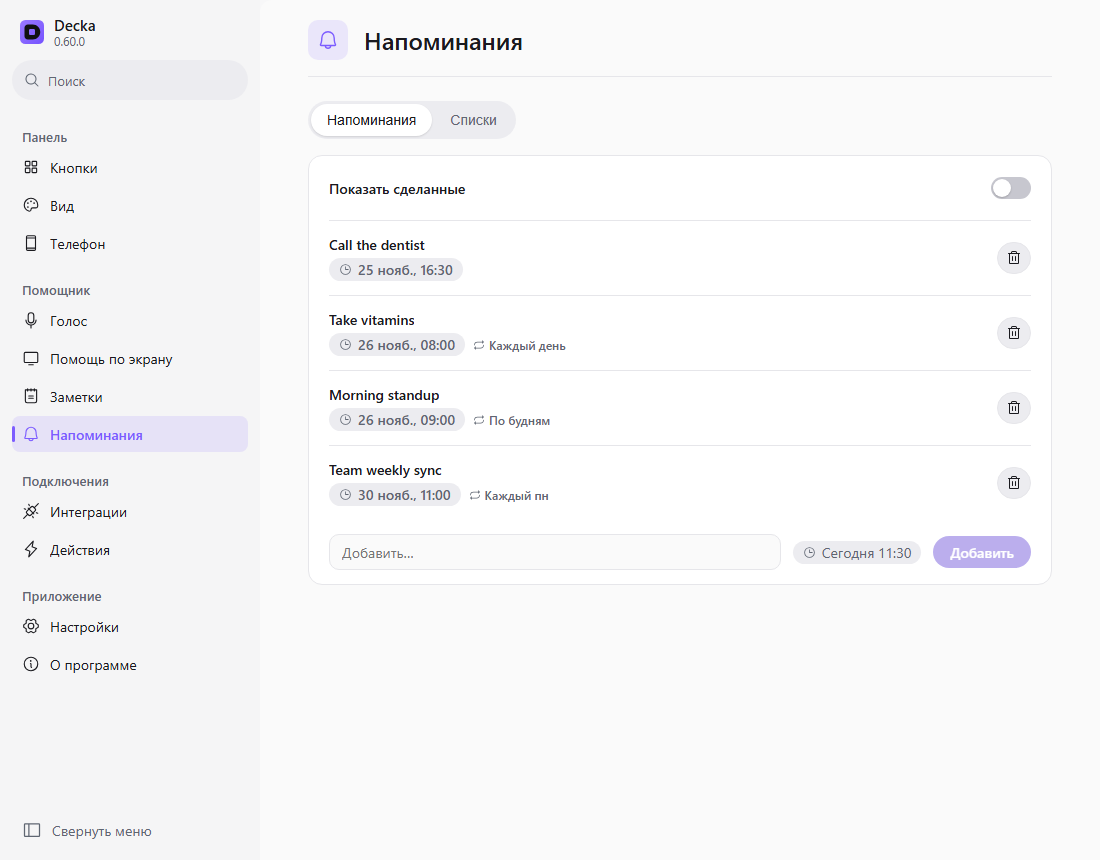 Decka
0.60.0
Поиск
Панель
Кнопки
Вид
Телефон
Помощник
Голос
Помощь по экрану
Заметки
Напоминания
Подключения
Интеграции
Действия
Приложение
Настройки
О программе
Свернуть меню
Напоминания
Напоминания Списки
Показать сделанные
Call the dentist
25 нояб., 16:30
Take vitamins
26 нояб., 08:00 Каждый день
Morning standup
26 нояб., 09:00 По будням
Team weekly sync
30 нояб., 11:00 Каждый пн
Добавить... Сегодня 11:30 Добавить